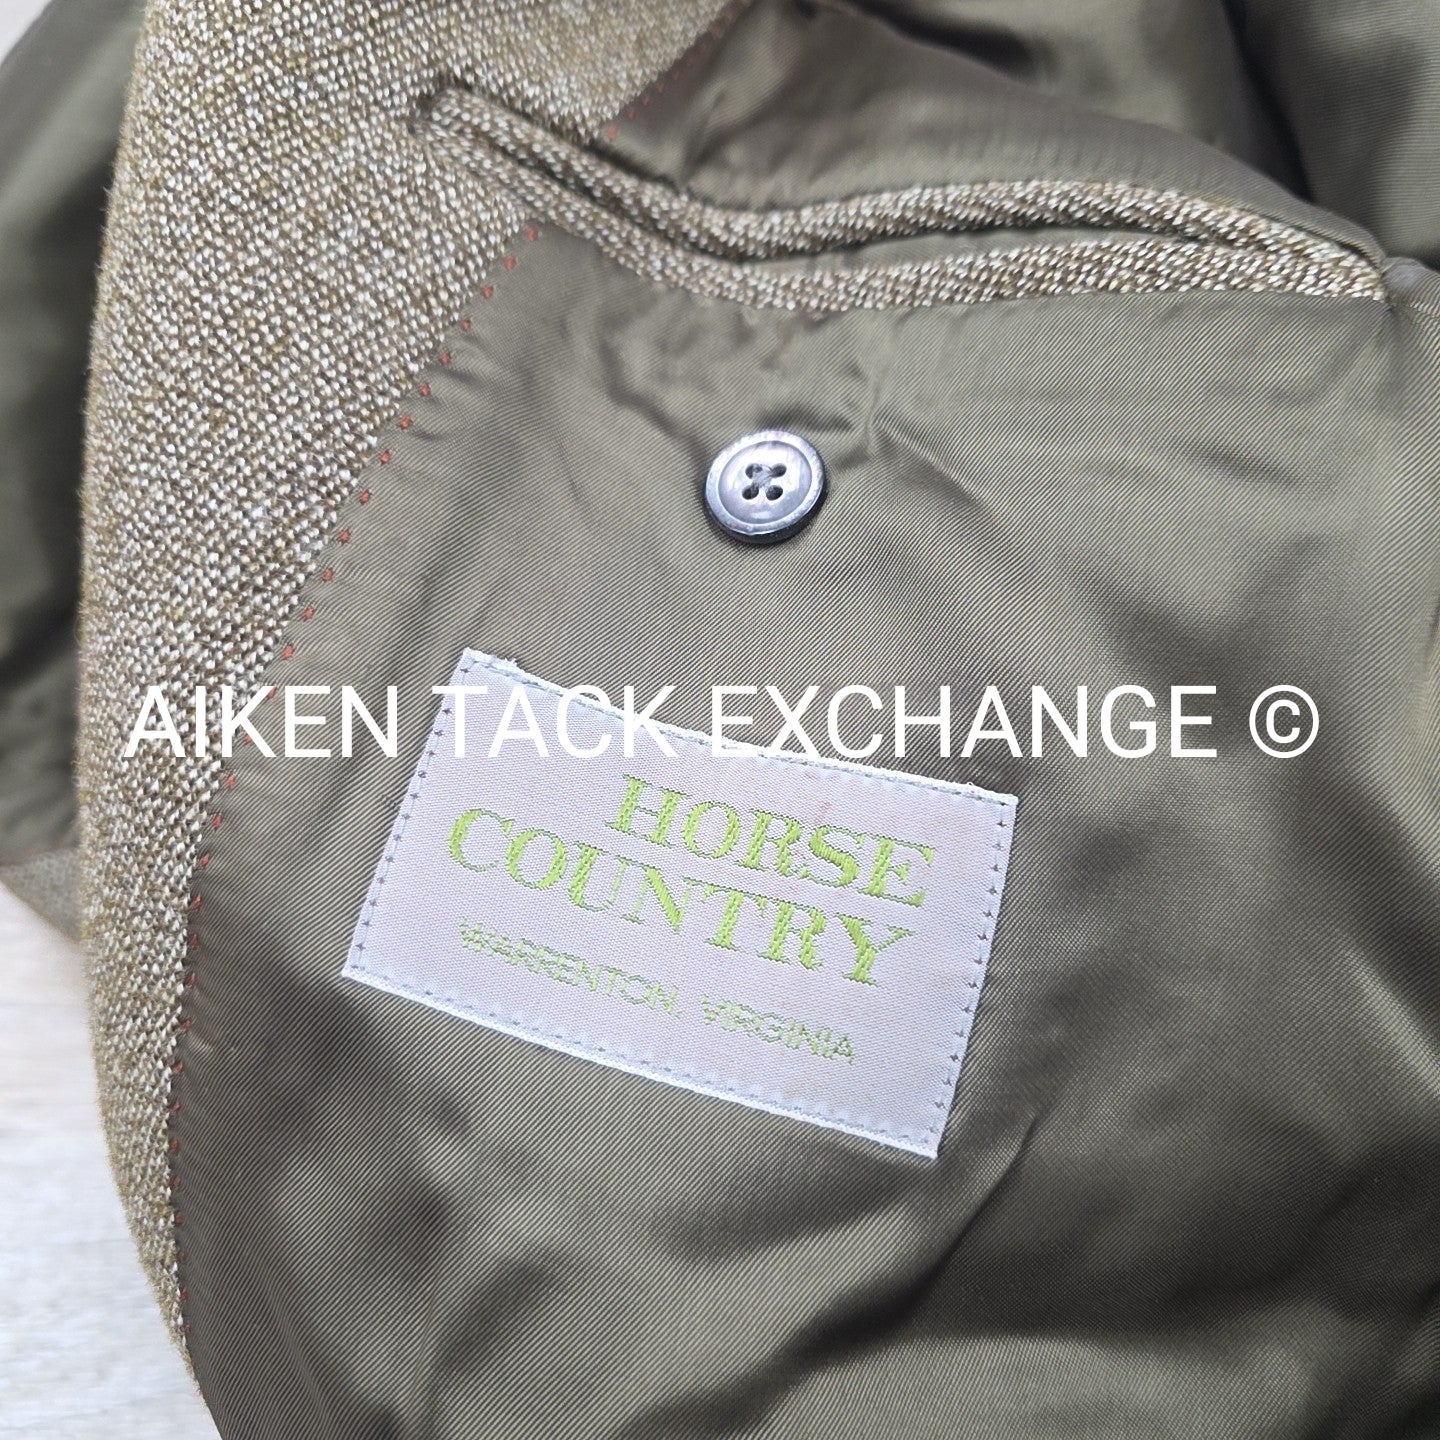 AIKEN TACK EXCHANGE ©
HORSE
COUNTRY
WARRENTON, VIRGINIA